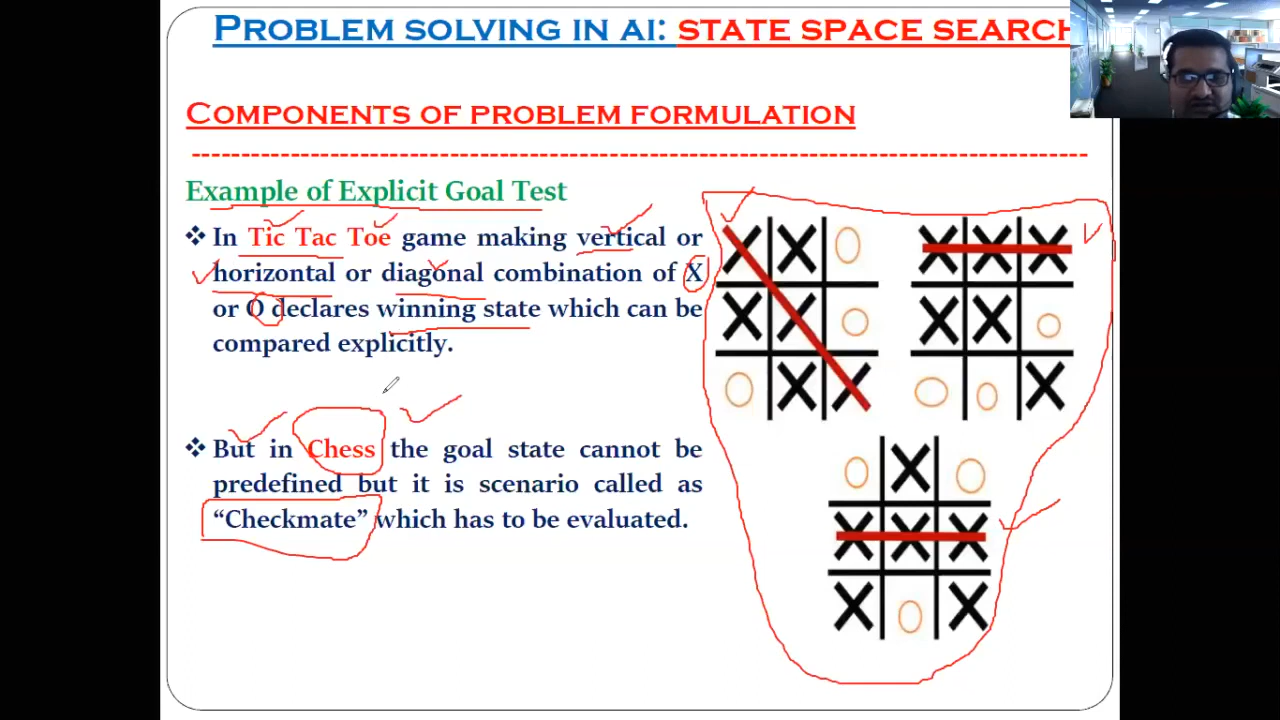 PROBLEM SOLVING IN AI: STATE SPACE SEARCH
COMPONENTS OF PROBLEM FORMULATION
Example of Explicit Goal Test
❖ In Tic Tac Toe game making vertical or
horizontal or diagonal combination of X
or O declares winning state which can be
compared explicitly.
❖ But in Chess the goal state cannot be
predefined but it is scenario called as
“Checkmate” which has to be evaluated.
X X O
X X O
O X X
X X X
X X O
O O X
O X O
X X X
X O X